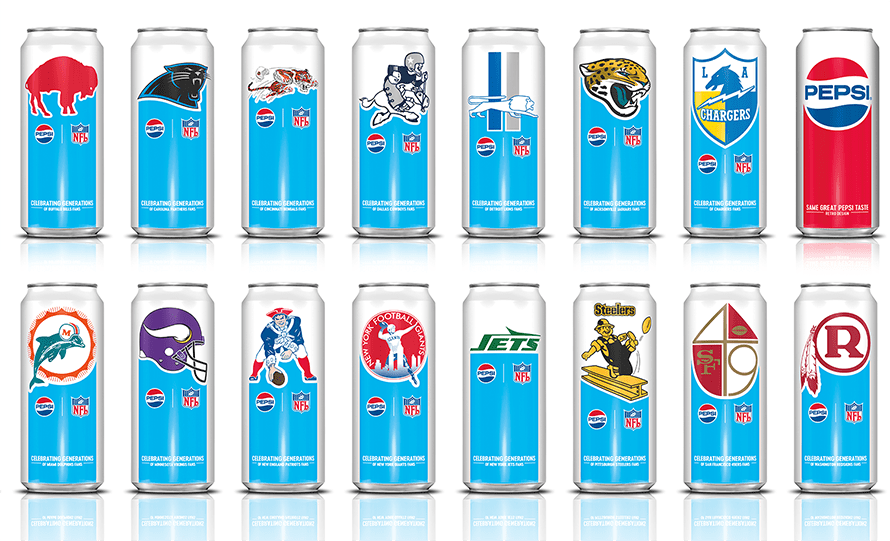 PEPSI NFL
CELEBRATING GENERATIONS
OF BUFFALO BILLS FANS
PEPSI NFL
CELEBRATING GENERATIONS
OF CAROLINA PANTHERS FANS
PEPSI NFL
CELEBRATING GENERATIONS
OF CINCINNATI BENGALS FANS
PEPSI NFL
CELEBRATING GENERATIONS
OF DALLAS COWBOYS FANS
PEPSI NFL
CELEBRATING GENERATIONS
OF DETROIT LIONS FANS
PEPSI NFL
CELEBRATING GENERATIONS
OF JACKSONVILLE JAGUARS FANS
L A
CHARGERS
PEPSI NFL
CELEBRATING GENERATIONS
OF CHARGERS FANS
PEPSI
SAME GREAT PEPSI TASTE
RETRO DESIGN
M
PEPSI NFL
CELEBRATING GENERATIONS
OF MIAMI DOLPHINS FANS
PEPSI NFL
CELEBRATING GENERATIONS
OF MINNESOTA VIKINGS FANS
PEPSI NFL
CELEBRATING GENERATIONS
OF NEW ENGLAND PATRIOTS FANS
NEW YORK FOOTBALL GIANTS
PEPSI NFL
CELEBRATING GENERATIONS
OF NEW YORK GIANTS FANS
JETS
PEPSI NFL
CELEBRATING GENERATIONS
OF NEW YORK JETS FANS
Steelers
PEPSI NFL
CELEBRATING GENERATIONS
OF PITTSBURGH STEELERS FANS
49
SF
PEPSI NFL
CELEBRATING GENERATIONS
OF SAN FRANCISCO 49ERS FANS
R
PEPSI NFL
CELEBRATING GENERATIONS
OF WASHINGTON REDSKINS FANS